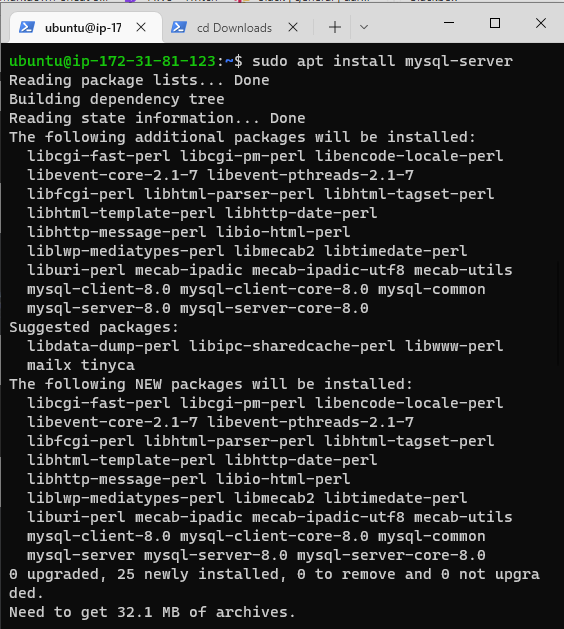 ubuntu@ip-17
cd Downloads
ubuntu@ip-172-31-81-123:~$ sudo apt install mysql-server
Reading package lists... Done
Building dependency tree
Reading state information... Done
The following additional packages will be installed:
libcgi-fast-perl libcgi-pm-perl libencode-locale-perl
libevent-core-2.1-7 libevent-pthreads-2.1-7
libfcgi-perl libhtml-parser-perl libhtml-tagset-perl
libhtml-template-perl libhttp-date-perl
libhttp-message-perl libio-html-perl
liblwp-mediatypes-perl libmecab2 libtimedate-perl
liburi-perl mecab-ipadic mecab-ipadic-utf8 mecab-utils
mysql-client-8.0 mysql-client-core-8.0 mysql-common
mysql-server-8.0 mysql-server-core-8.0
Suggested packages:
libdata-dump-perl libipc-sharedcache-perl libwww-perl
mailx tinyca
The following NEW packages will be installed:
libcgi-fast-perl libcgi-pm-perl libencode-locale-perl
libevent-core-2.1-7 libevent-pthreads-2.1-7
libfcgi-perl libhtml-parser-perl libhtml-tagset-perl
libhtml-template-perl libhttp-date-perl
libhttp-message-perl libio-html-perl
liblwp-mediatypes-perl libmecab2 libtimedate-perl
liburi-perl mecab-ipadic mecab-ipadic-utf8 mecab-utils
mysql-client-8.0 mysql-client-core-8.0 mysql-common
mysql-server mysql-server-8.0 mysql-server-core-8.0
0 upgraded, 25 newly installed, 0 to remove and 0 not upgra
ded.
Need to get 32.1 MB of archives.